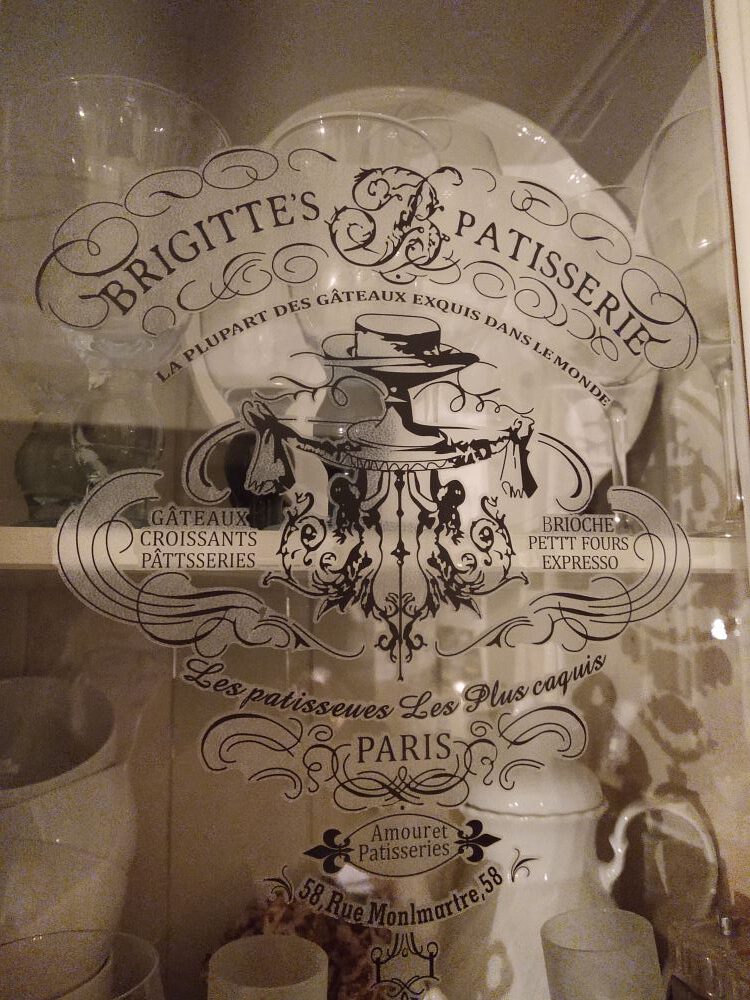 BRIGITTE'S B PATISSERIE
LA PLUPART DES GÂTEAUX EXQUIS DANS LE MONDE
GÂTEAUX
CROISSANTS
PÂTTSSERIES
BRIOCHE
PETTT FOURS
EXPRESSO
Les patisseues Les Plus caquis
PARIS
Amouret
Patisseries
58, Rue Monlmartre, 58